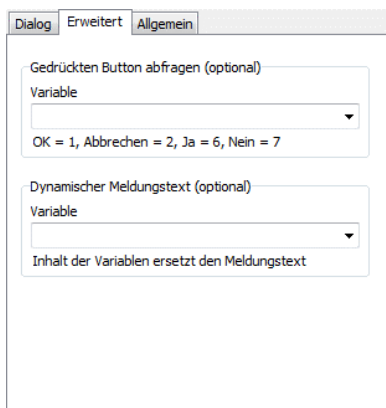 Dialog Erweitert Allgemein
Gedrückten Button abfragen (optional)
Variable
OK = 1, Abbrechen = 2, Ja = 6, Nein = 7
Dynamischer Meldungstext (optional)
Variable
Inhalt der Variablen ersetzt den Meldungstext